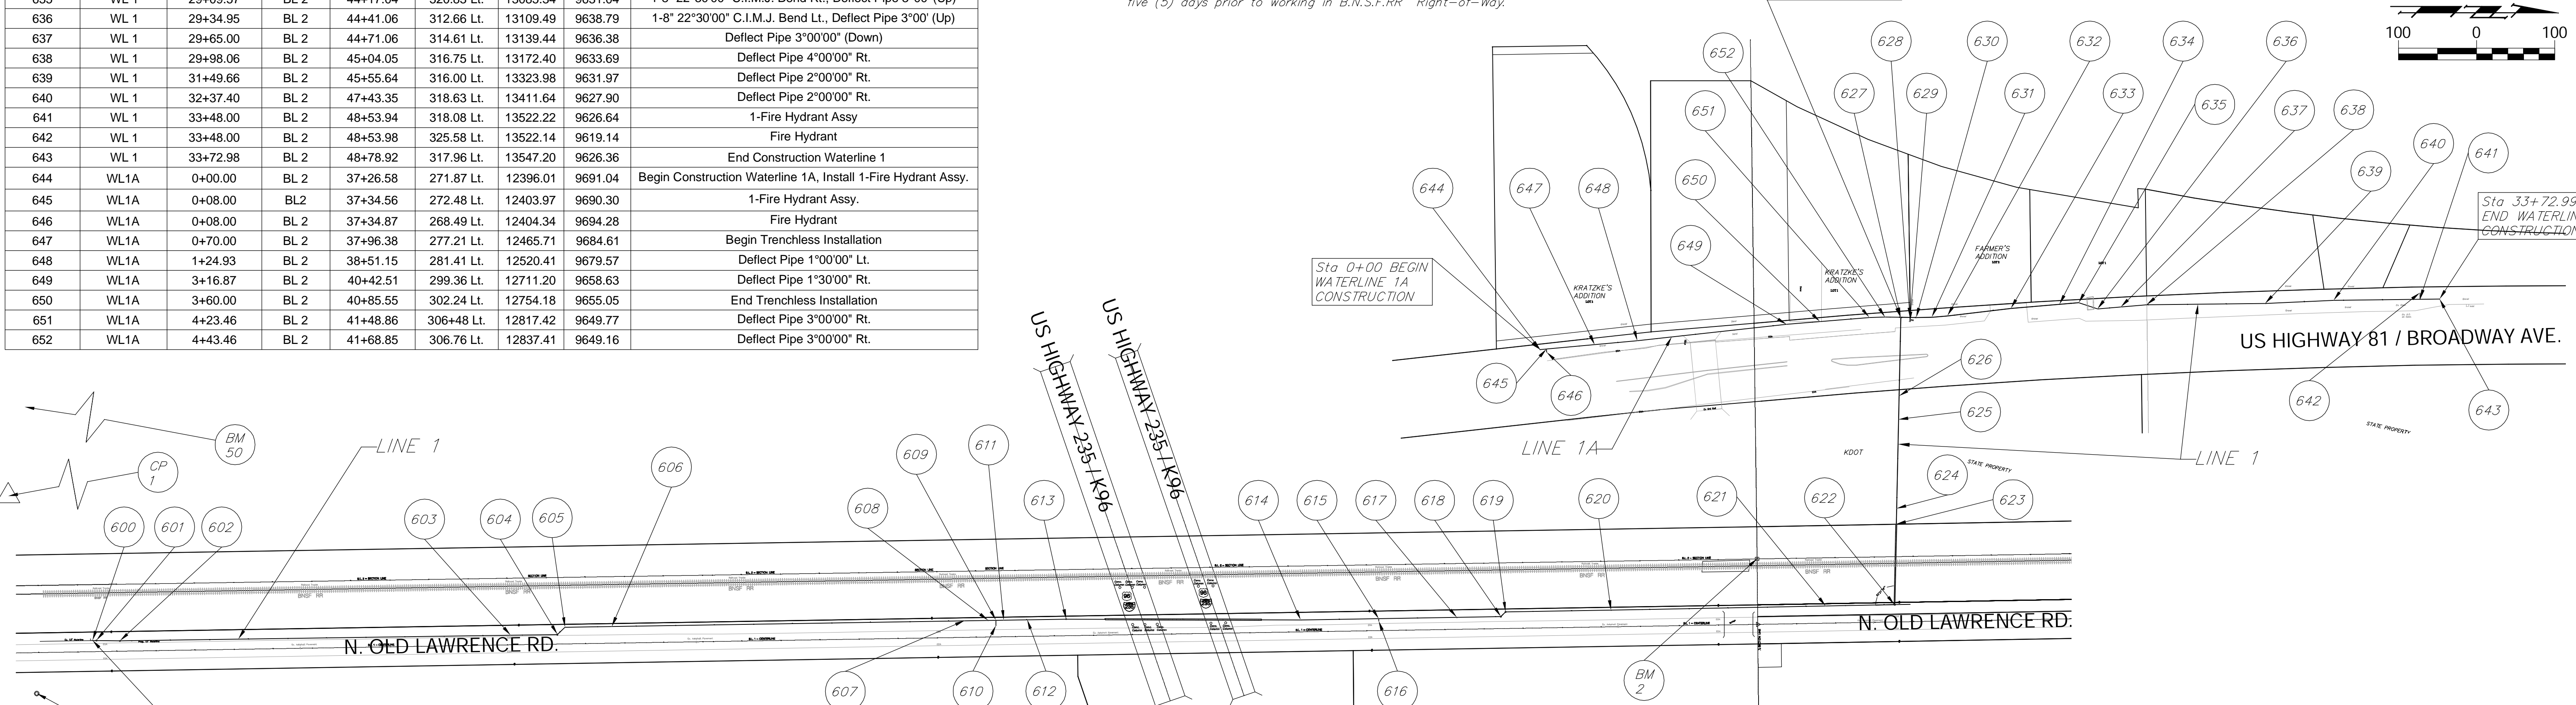 five (5) days prior to working in B.N.S.F.RR Right-of-Way.
636 WL 1 29+34.95 BL 2 44+41.06 312.66 Lt. 13109.49 9638.79 1-8" 22°30'00" C.I.M.J. Bend Lt., Deflect Pipe 3°00' (Up)
637 WL 1 29+65.00 BL 2 44+71.06 314.61 Lt. 13139.44 9636.38 Deflect Pipe 3°00'00" (Down)
638 WL 1 29+98.06 BL 2 45+04.05 316.75 Lt. 13172.40 9633.69 Deflect Pipe 4°00'00" Rt.
639 WL 1 31+49.66 BL 2 45+55.64 316.00 Lt. 13323.98 9631.97 Deflect Pipe 2°00'00" Rt.
640 WL 1 32+37.40 BL 2 47+43.35 318.63 Lt. 13411.64 9627.90 Deflect Pipe 2°00'00" Rt.
641 WL 1 33+48.00 BL 2 48+53.94 318.08 Lt. 13522.22 9626.64 1-Fire Hydrant Assy
642 WL 1 33+48.00 BL 2 48+53.98 325.58 Lt. 13522.14 9619.14 Fire Hydrant
643 WL 1 33+72.98 BL 2 48+78.92 317.96 Lt. 13547.20 9626.36 End Construction Waterline 1
644 WL1A 0+00.00 BL 2 37+26.58 271.87 Lt. 12396.01 9691.04 Begin Construction Waterline 1A, Install 1-Fire Hydrant Assy.
645 WL1A 0+08.00 BL2 37+34.56 272.48 Lt. 12403.97 9690.30 1-Fire Hydrant Assy.
646 WL1A 0+08.00 BL 2 37+34.87 268.49 Lt. 12404.34 9694.28 Fire Hydrant
647 WL1A 0+70.00 BL 2 37+96.38 277.21 Lt. 12465.71 9684.61 Begin Trenchless Installation
648 WL1A 1+24.93 BL 2 38+51.15 281.41 Lt. 12520.41 9679.57 Deflect Pipe 1°00'00" Lt.
649 WL1A 3+16.87 BL 2 40+42.51 299.36 Lt. 12711.20 9658.63 Deflect Pipe 1°30'00" Rt.
650 WL1A 3+60.00 BL 2 40+85.55 302.24 Lt. 12754.18 9655.05 End Trenchless Installation
651 WL1A 4+23.46 BL 2 41+48.86 306+48 Lt. 12817.42 9649.77 Deflect Pipe 3°00'00" Rt.
652 WL1A 4+43.46 BL 2 41+68.85 306.76 Lt. 12837.41 9649.16 Deflect Pipe 3°00'00" Rt.
100 0 100
652 628 630 632 634 636
651 627 629 631 633 635 637 638
640 641
644 647 648 650 639
649
Sta 33+72.99
END WATERLIN
CONSTRUCTION
Sta 0+00 BEGIN
WATERLINE 1A
CONSTRUCTION
KRATZKE'S
ADDITION
KRATZKE'S
ADDITION
FARMER'S
ADDITION
US HIGHWAY 81 / BROADWAY AVE.
645 646 626
625 642 643
STATE PROPERTY
LINE 1A
KDOT
LINE 1
STATE PROPERTY
US HIGHWAY 235 / K96
US HIGHWAY 235 / K96
BM
50
CP
1
LINE 1
600 601 602 603 604 605 606 608 609 611 613 614 615 617 618 619 620 621 622 624 623
BNSF RR
BNSF RR
BNSF RR
BNSF RR
BNSF RR
BNSF RR
BNSF RR
BNSF RR
N. OLD LAWRENCE RD.
N. OLD LAWRENCE RD.
607 610 612 616
BM
2